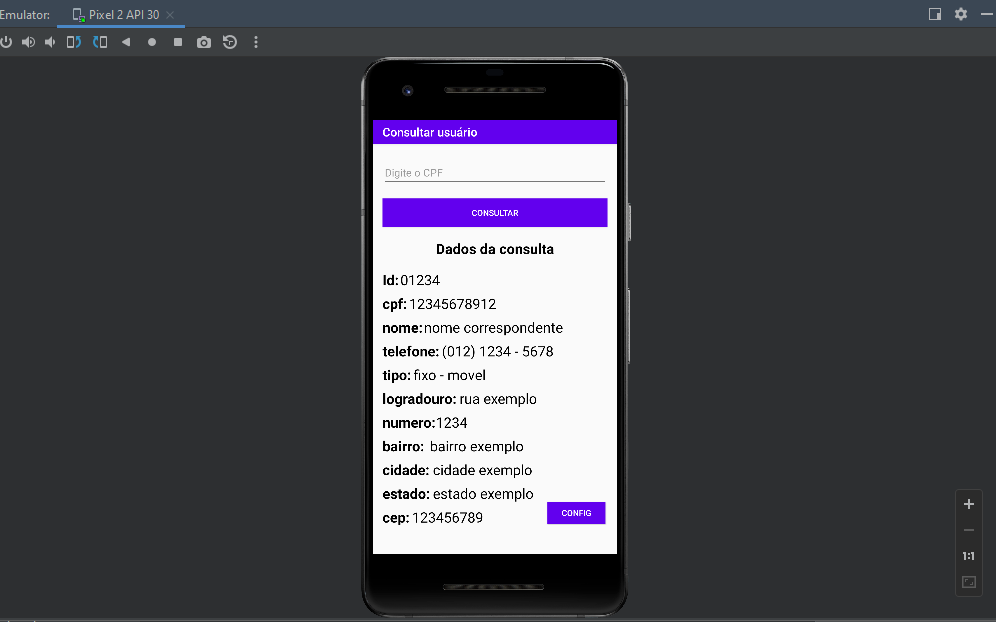 Emulator: Pixel 2 API 30
Consultar usuário
Digite o CPF
CONSULTAR
Dados da consulta
Id: 01234
cpf: 12345678912
nome: nome correspondente
telefone: (012) 1234 - 5678
tipo: fixo - movel
logradouro: rua exemplo
numero: 1234
bairro: bairro exemplo
cidade: cidade exemplo
estado: estado exemplo
cep: 123456789
CONFIG
1:1